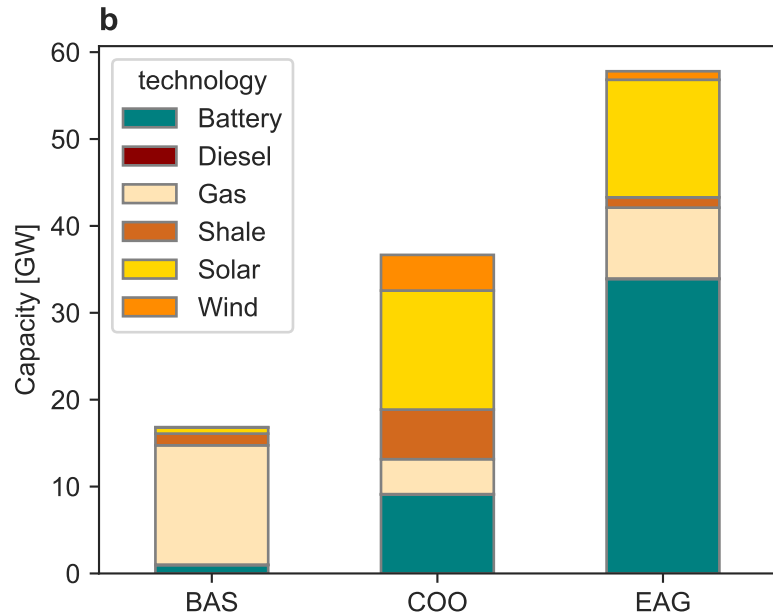 b
60
50
40
30
20
10
0
Capacity [GW]
technology
Battery
Diesel
Gas
Shale
Solar
Wind
BAS COO EAG